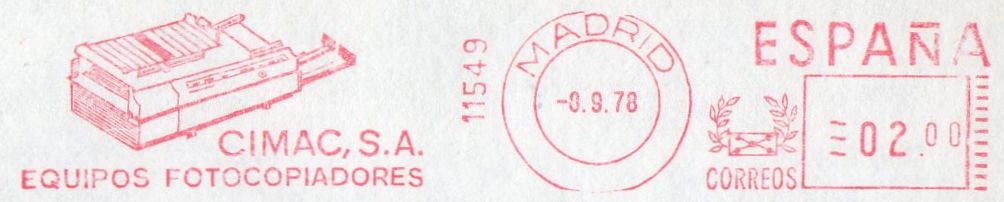 CIMAC, S.A.
EQUIPOS FOTOCOPIADORES
11549
MADRID
-8.9.78
ESPAÑA
CORREOS
=02.00